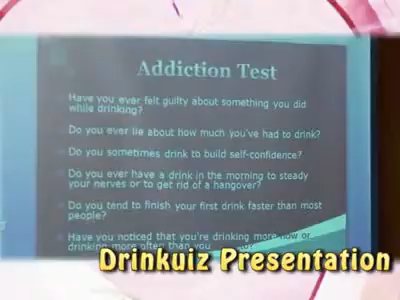 Addiction Test
Have you ever felt guilty about something you did
while drinking?
Do you ever lie about how much you've had to drink?
Do you sometimes drink to build self-confidence?
Do you ever have a drink in the morning to steady
your nerves or to get rid of a hangover?
Do you tend to finish your first drink faster than most
people?
Have you noticed that you're drinking more now or
drinking more often than you
Drinkuiz Presentation